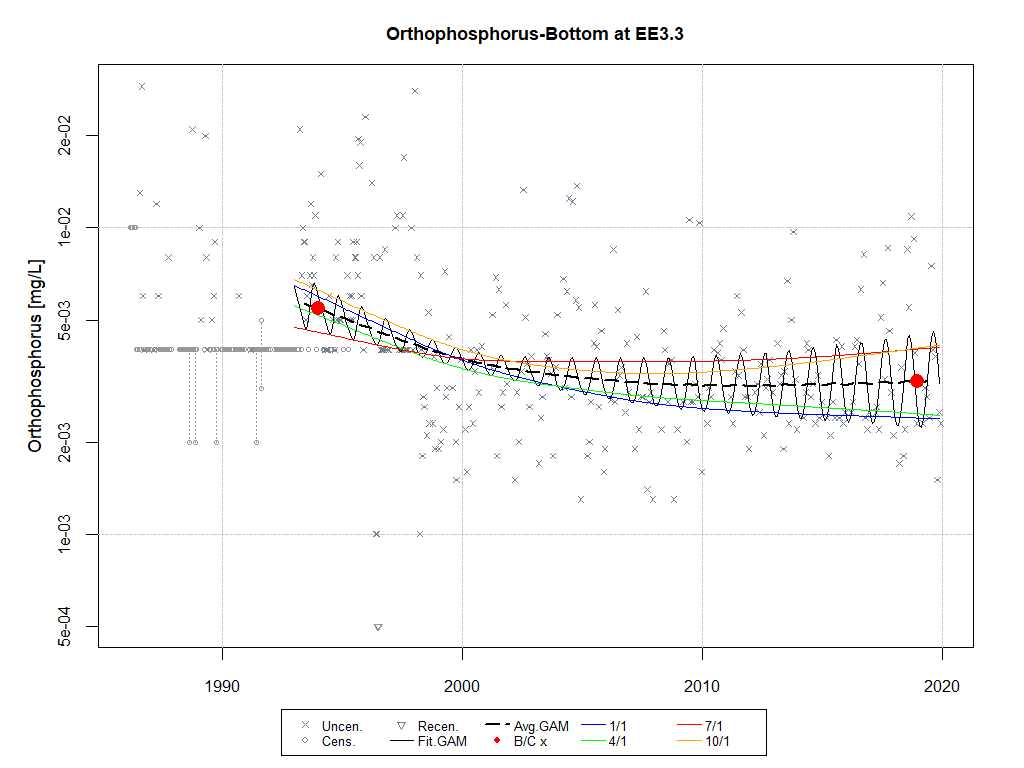 Orthophosphorus-Bottom at EE3.3
Orthophosphorus [mg/L]
2e-02
1e-02
5e-03
2e-03
1e-03
5e-04
1990 2000 2010 2020
Uncen. Recen. Avg.GAM 1/1 7/1
Cens. Fit.GAM B/C x 4/1 10/1